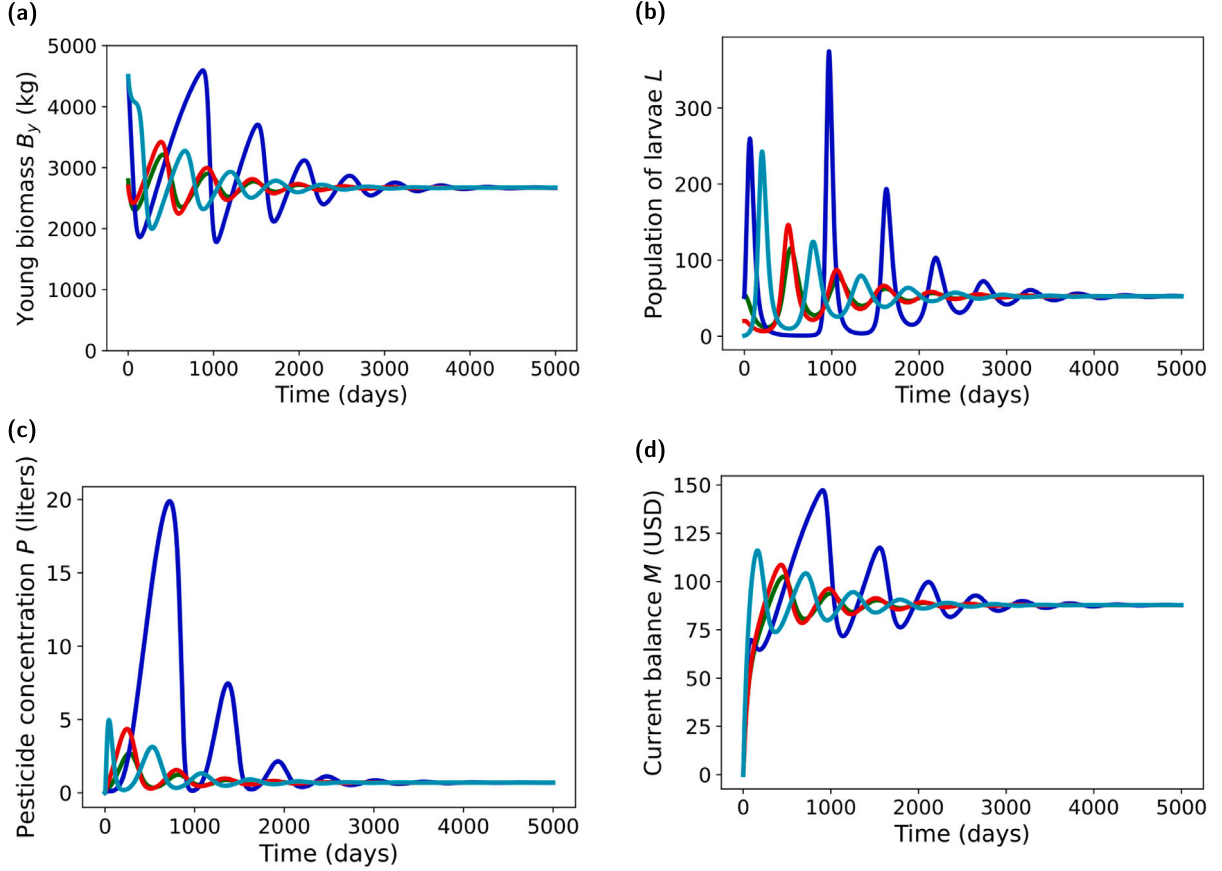 (a)
5000
4000
3000
2000
1000
0
Young biomass B_y (kg)
0 1000 2000 3000 4000 5000
Time (days)
(b)
300
200
100
0
Population of larvae L
0 1000 2000 3000 4000 5000
Time (days)
(c)
20
15
10
5
0
Pesticide concentration P (liters)
0 1000 2000 3000 4000 5000
Time (days)
(d)
150
125
100
75
50
25
0
Current balance M (USD)
0 1000 2000 3000 4000 5000
Time (days)